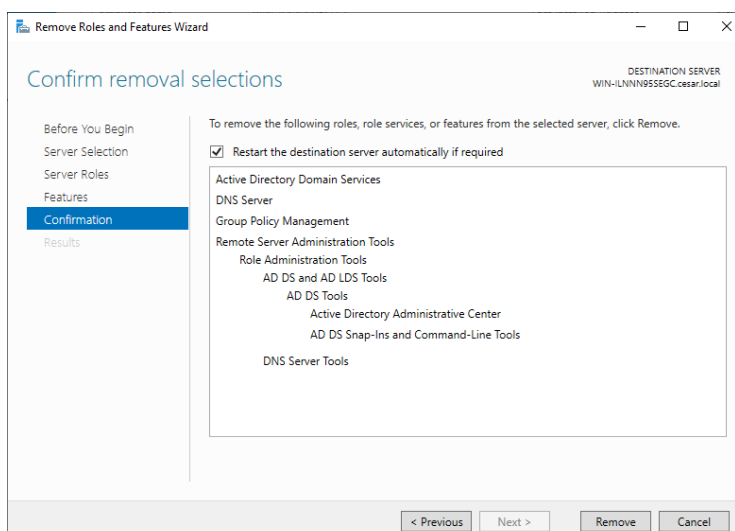 Remove Roles and Features Wizard
Confirm removal selections
DESTINATION SERVER
WIN-ILNNN95SEGC.cesar.local
Before You Begin
Server Selection
Server Roles
Features
Confirmation
Results
To remove the following roles, role services, or features from the selected server, click Remove.
Restart the destination server automatically if required
Active Directory Domain Services
DNS Server
Group Policy Management
Remote Server Administration Tools
Role Administration Tools
AD DS and AD LDS Tools
AD DS Tools
Active Directory Administrative Center
AD DS Snap-Ins and Command-Line Tools
DNS Server Tools
< Previous
Next >
Remove
Cancel